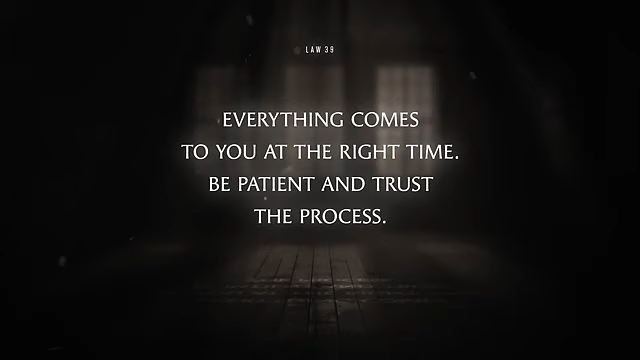 LAW 39
EVERYTHING COMES
TO YOU AT THE RIGHT TIME.
BE PATIENT AND TRUST
THE PROCESS.